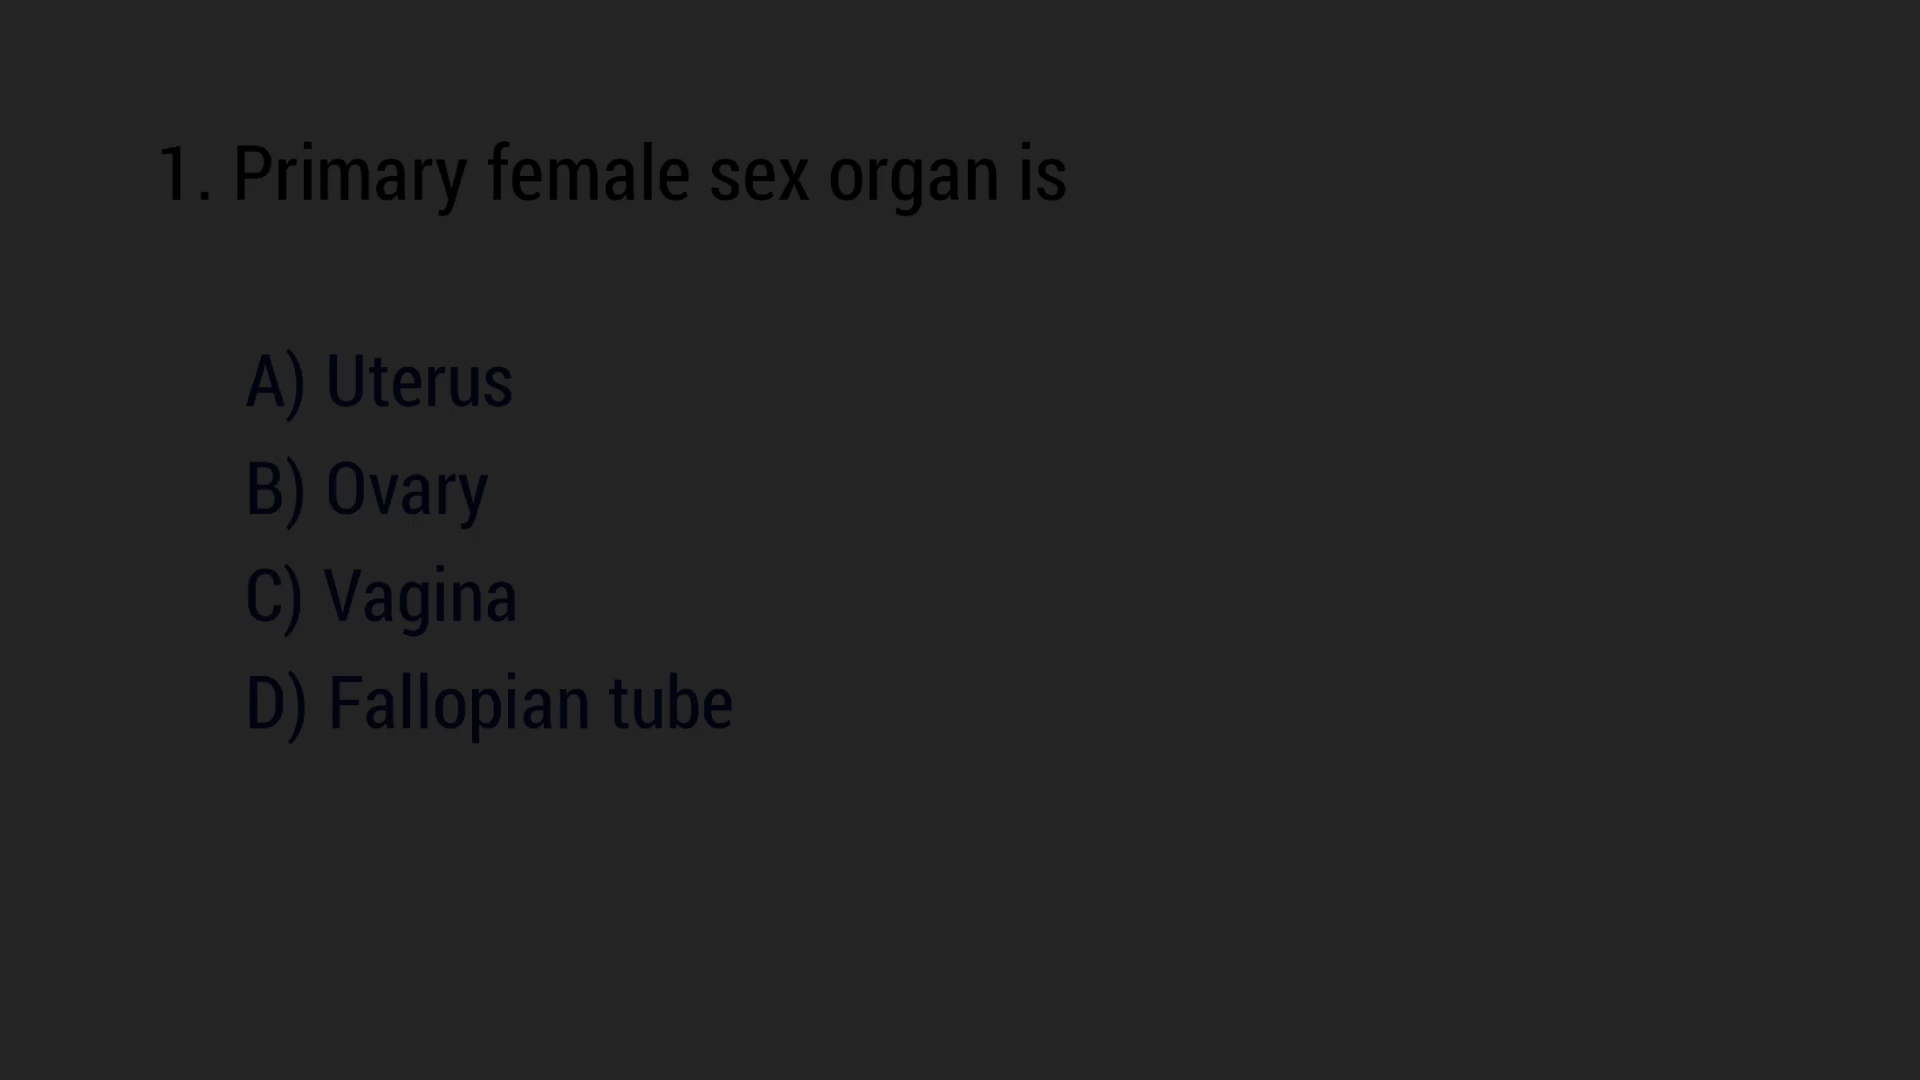 1. Primary female sex organ is
A) Uterus
B) Ovary
C) Vagina
D) Fallopian tube